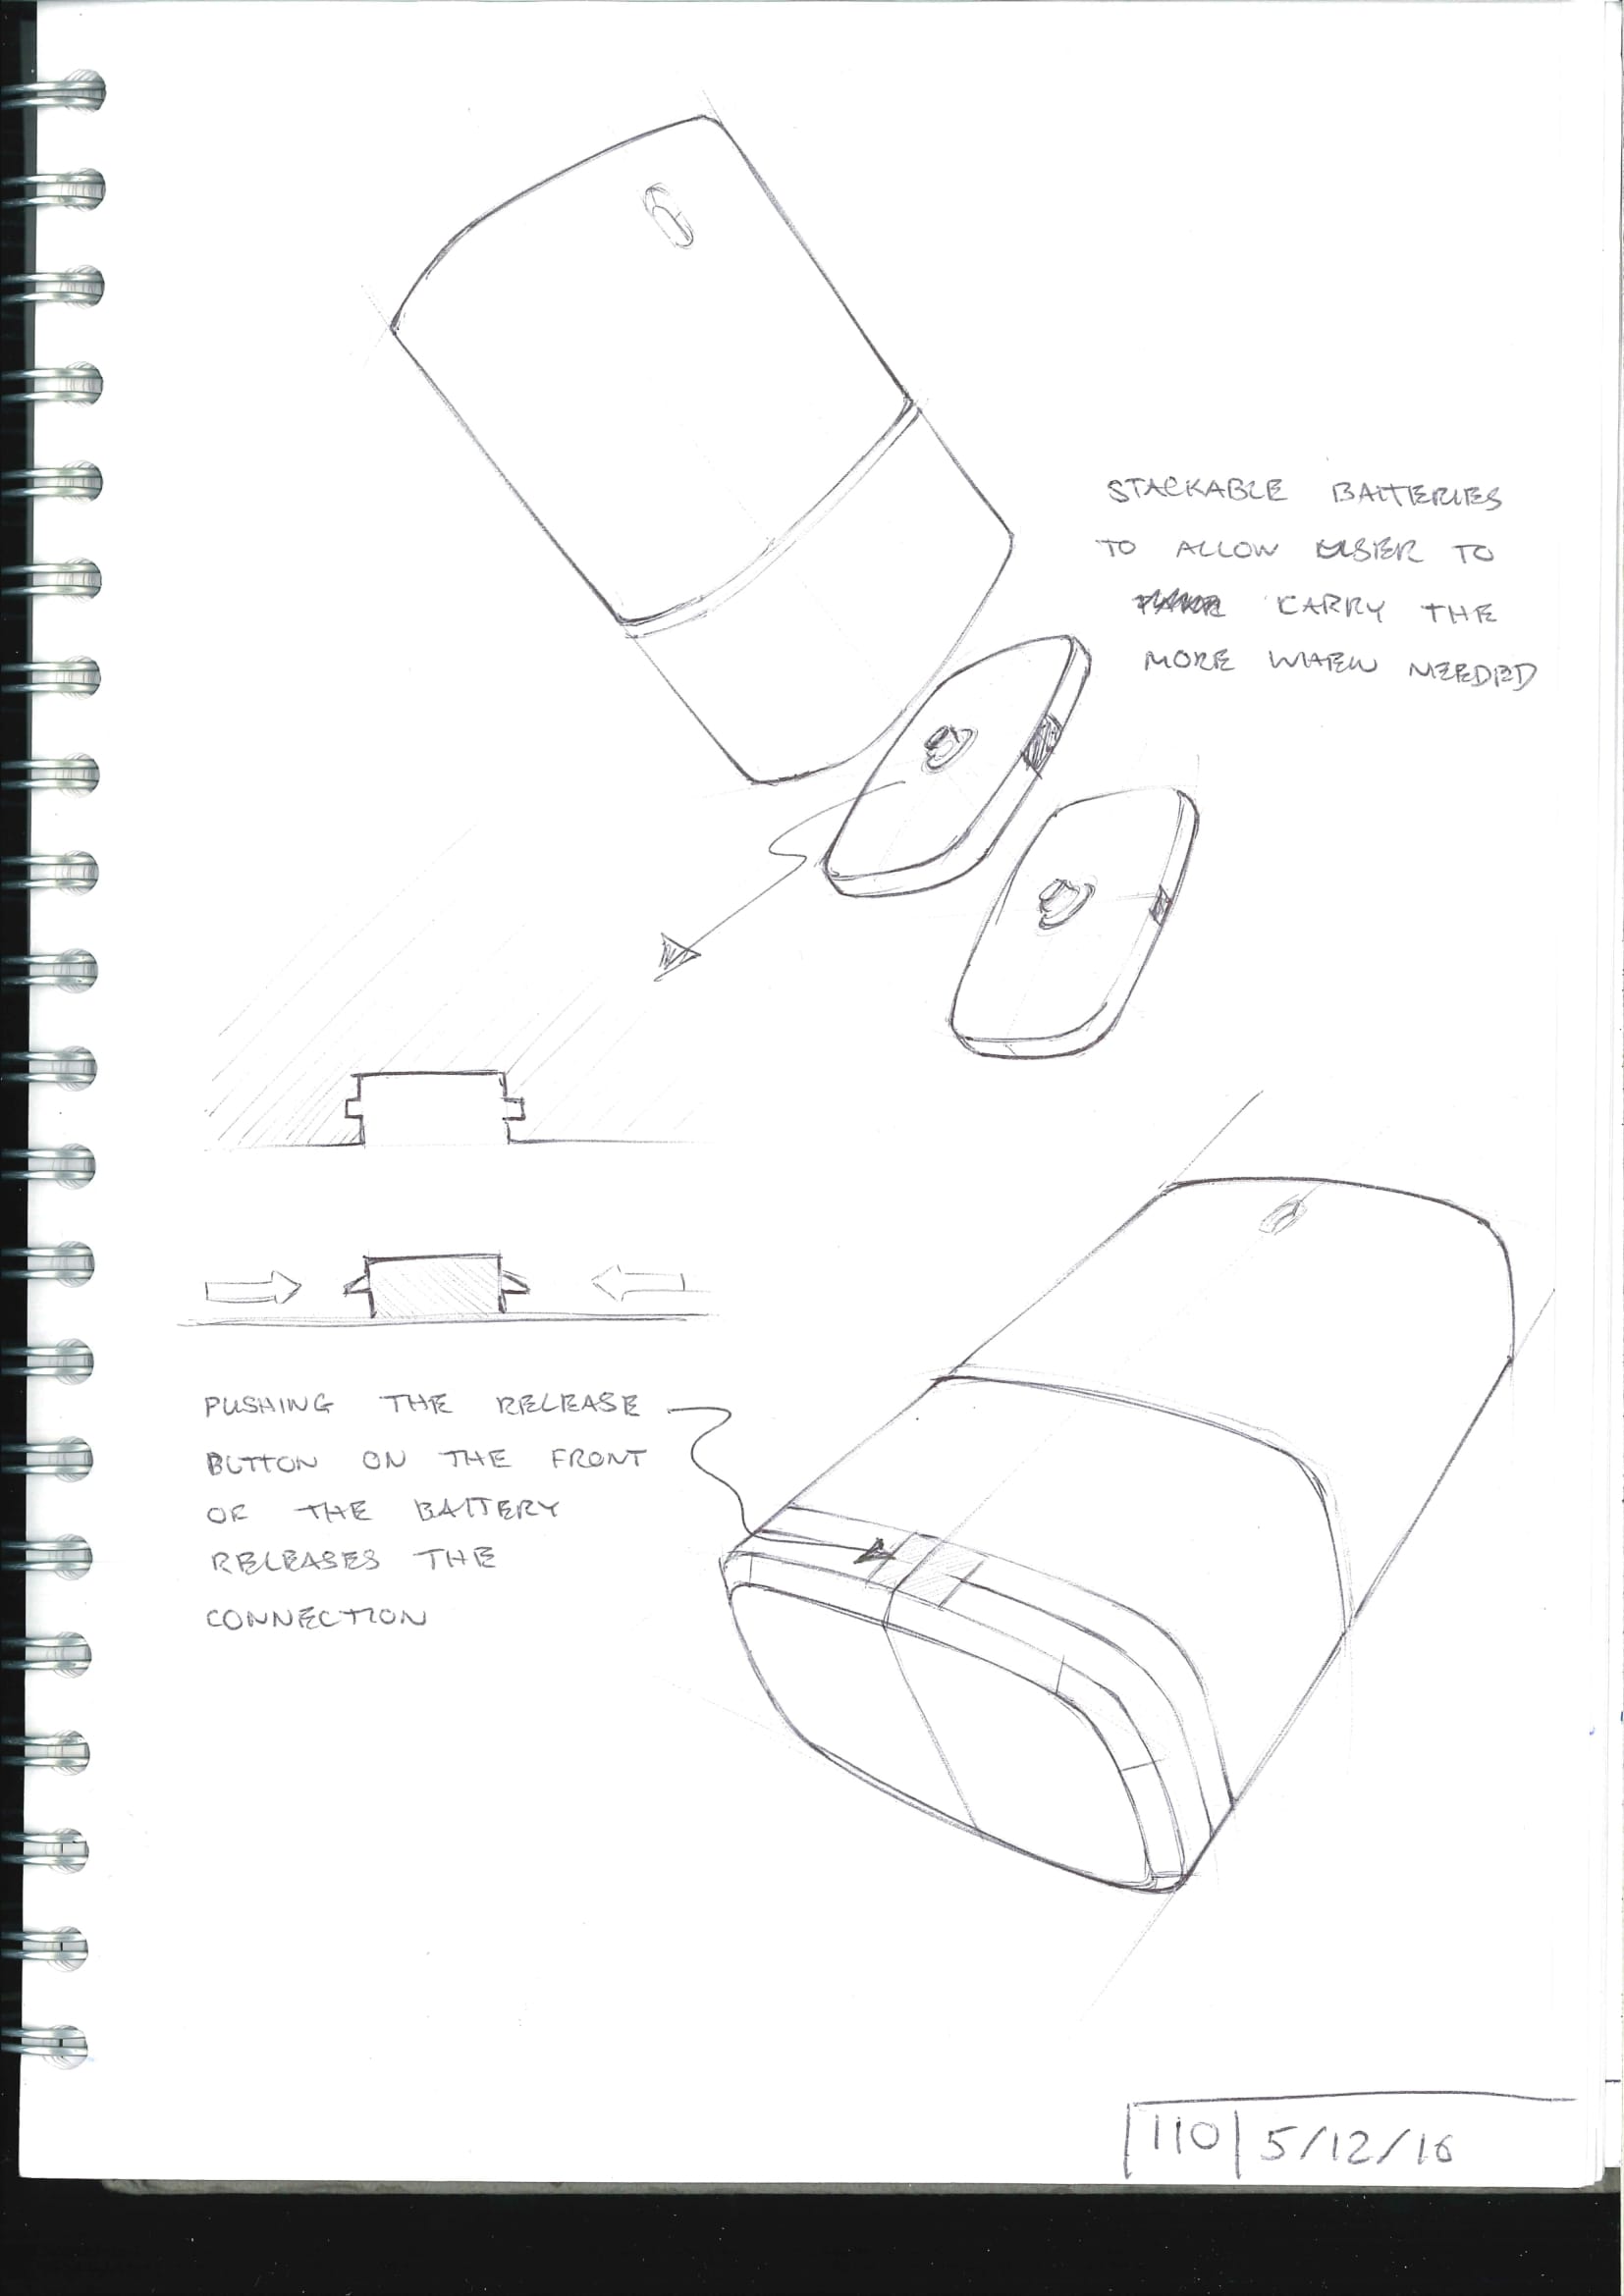 STACKABLE BATTERIES
TO ALLOW USER TO
CARRY THE
MORE WHEN NEEDED
PUSHING THE RELEASE
BUTTON ON THE FRONT
OF THE BATTERY
RELEASES THE
CONNECTION
110 5/12/16